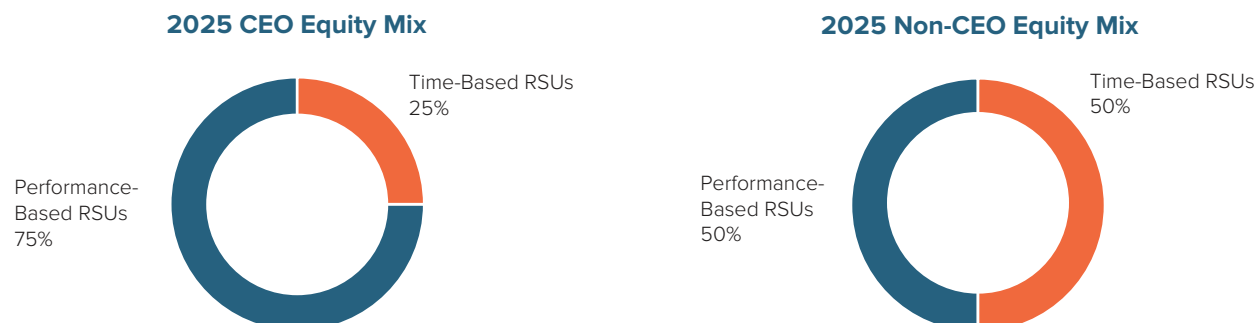 2025 CEO Equity Mix
Time-Based RSUs
25%
Performance-
Based RSUs
75%
2025 Non-CEO Equity Mix
Time-Based RSUs
50%
Performance-
Based RSUs
50%